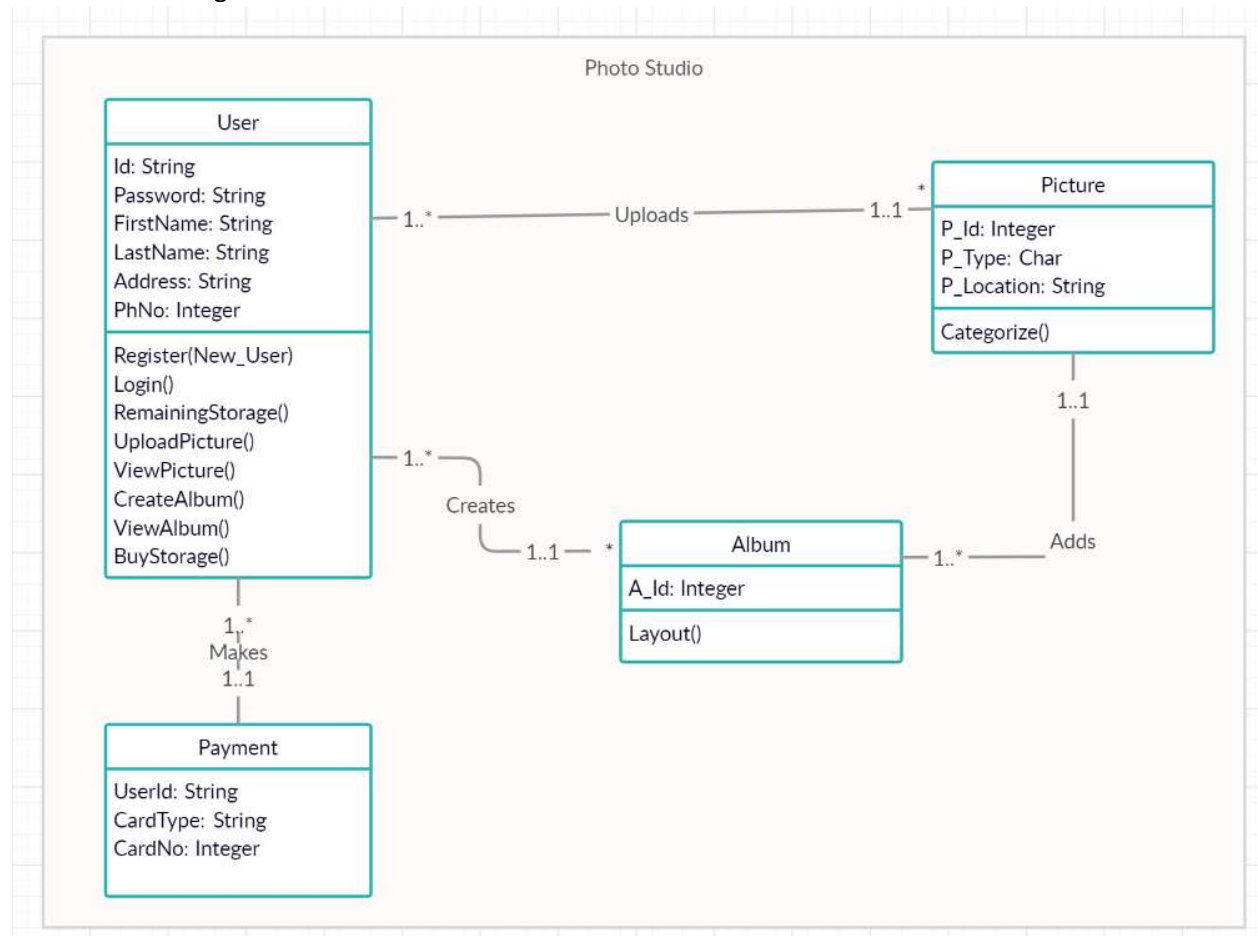 Photo Studio
User
Id: String
Password: String
FirstName: String
LastName: String
Address: String
PhNo: Integer
Register(New_User)
Login()
RemainingStorage()
UploadPicture()
ViewPicture()
CreateAlbum()
ViewAlbum()
BuyStorage()
1..*
Uploads
1..1
*
Picture
P_Id: Integer
P_Type: Char
P_Location: String
Categorize()
1..1
Adds
1..*
1..*
Creates
1..1
*
Album
A_Id: Integer
Layout()
1..*
Makes
1..1
Payment
UserId: String
CardType: String
CardNo: Integer